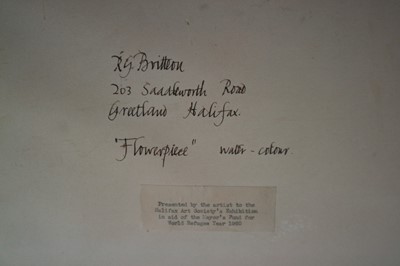 R.G. Britton
203 Saddleworth Road
Greetland Halifax.
"Flowerpiece" water-colour
Presented by the artist to the
Halifax Art Society's Exhibition
in aid of the Mayor's Fund for
World Refugee Year 1960